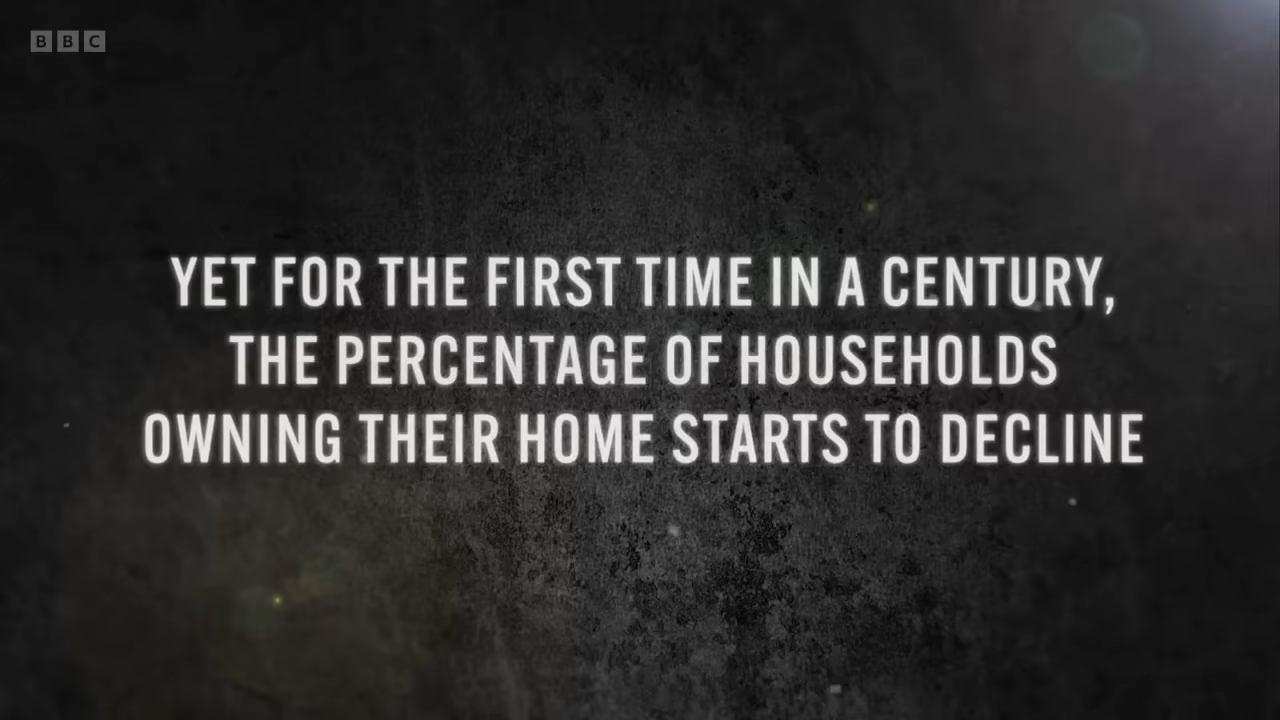 BBC
YET FOR THE FIRST TIME IN A CENTURY,
THE PERCENTAGE OF HOUSEHOLDS
OWNING THEIR HOME STARTS TO DECLINE